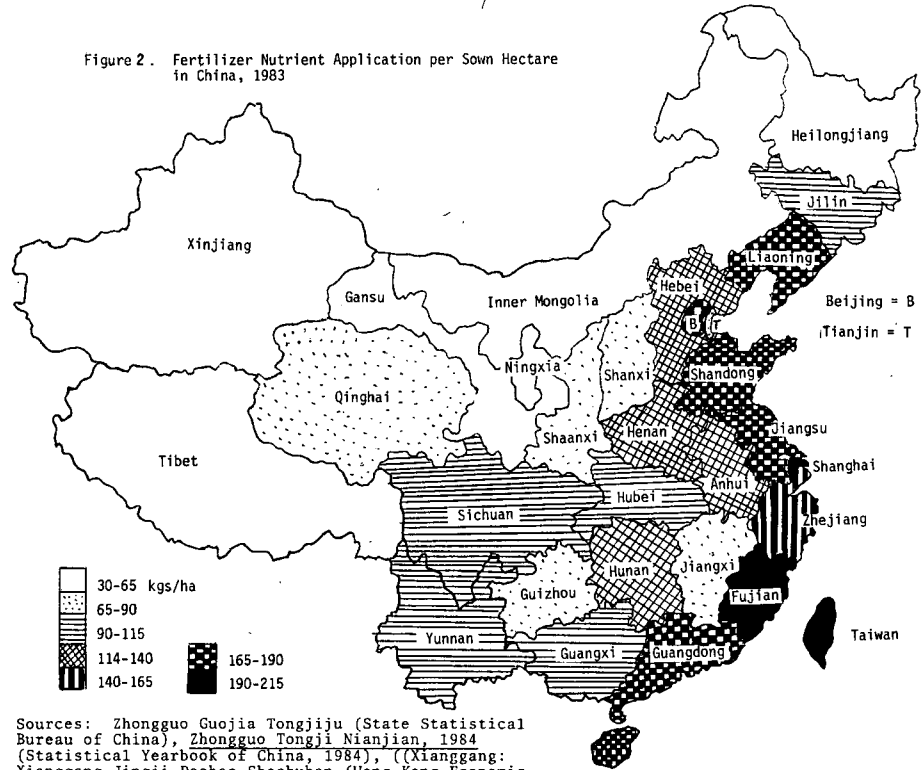 Figure 2. Fertilizer Nutrient Application per Sown Hectare
in China, 1983
Heilongjiang
Jilin
Xinjiang
Liaoning
Hebei
Gansu
Inner Mongolia
Beijing = B
B
T
Tianjin = T
Ningxia
Shanxi
Shandong
Qinghai
Shaanxi
Henan
Jiangsu
Tibet
Shanghai
Anhui
Hubei
Sichuan
Zhejiang
Hunan
Jiangxi
30-65 kgs/ha
Guizhou
Fujian
65-90
90-115
Yunnan
Guangxi
Guangdong
Taiwan
114-140
165-190
140-165
190-215
Sources: Zhongguo Guojia Tongjiju (State Statistical
Bureau of China), Zhongguo Tongji Nianjian, 1984
(Statistical Yearbook of China, 1984), ((Xianggang: